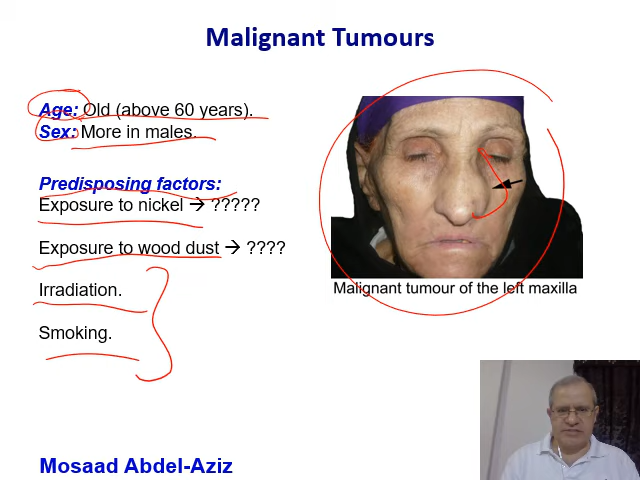 Malignant Tumours
Age: Old (above 60 years).
Sex: More in males.
Predisposing factors:
Exposure to nickel → ?????
Exposure to wood dust → ????
Irradiation.
Smoking.
Malignant tumour of the left maxilla
Mosaad Abdel-Aziz